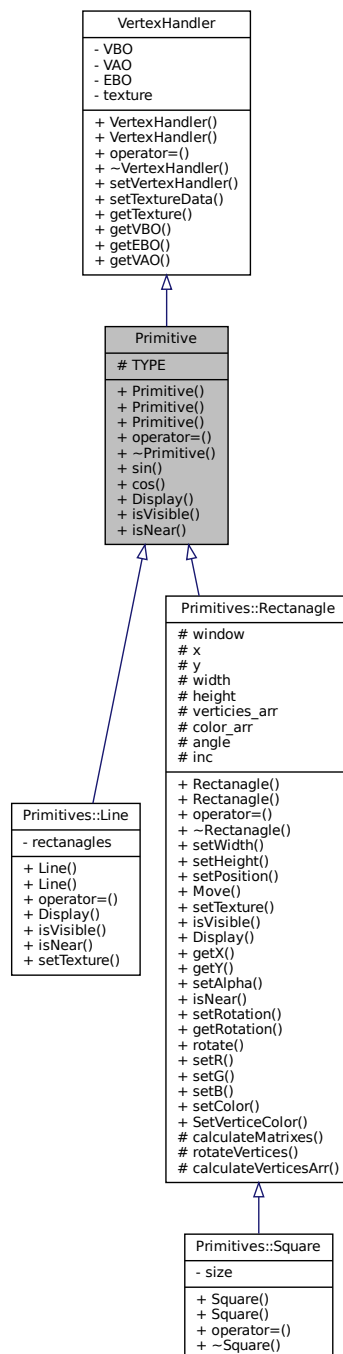 VertexHandler
- VBO
- VAO
- EBO
- texture
+ VertexHandler()
+ VertexHandler()
+ operator=()
+ ~VertexHandler()
+ setVertexHandler()
+ setTextureData()
+ getTexture()
+ getVBO()
+ getEBO()
+ getVAO()
Primitive
# TYPE
+ Primitive()
+ Primitive()
+ Primitive()
+ operator=()
+ ~Primitive()
+ sin()
+ cos()
+ Display()
+ isVisible()
+ isNear()
Primitives::Rectanagle
# window
# x
# y
# width
# height
# verticies_arr
# color_arr
# angle
# inc
+ Rectanagle()
+ Rectanagle()
+ operator=()
+ ~Rectanagle()
+ setWidth()
+ setHeight()
+ setPosition()
+ Move()
+ setTexture()
+ isVisible()
+ Display()
+ getX()
+ getY()
+ setAlpha()
+ isNear()
+ setRotation()
+ getRotation()
+ rotate()
+ setR()
+ setG()
+ setB()
+ setColor()
+ SetVerticeColor()
# calculateMatrixes()
# rotateVertices()
# calculateVerticesArr()
Primitives::Line
- rectanagles
+ Line()
+ Line()
+ operator=()
+ Display()
+ isVisible()
+ isNear()
+ setTexture()
Primitives::Square
- size
+ Square()
+ Square()
+ operator=()
+ ~Square()